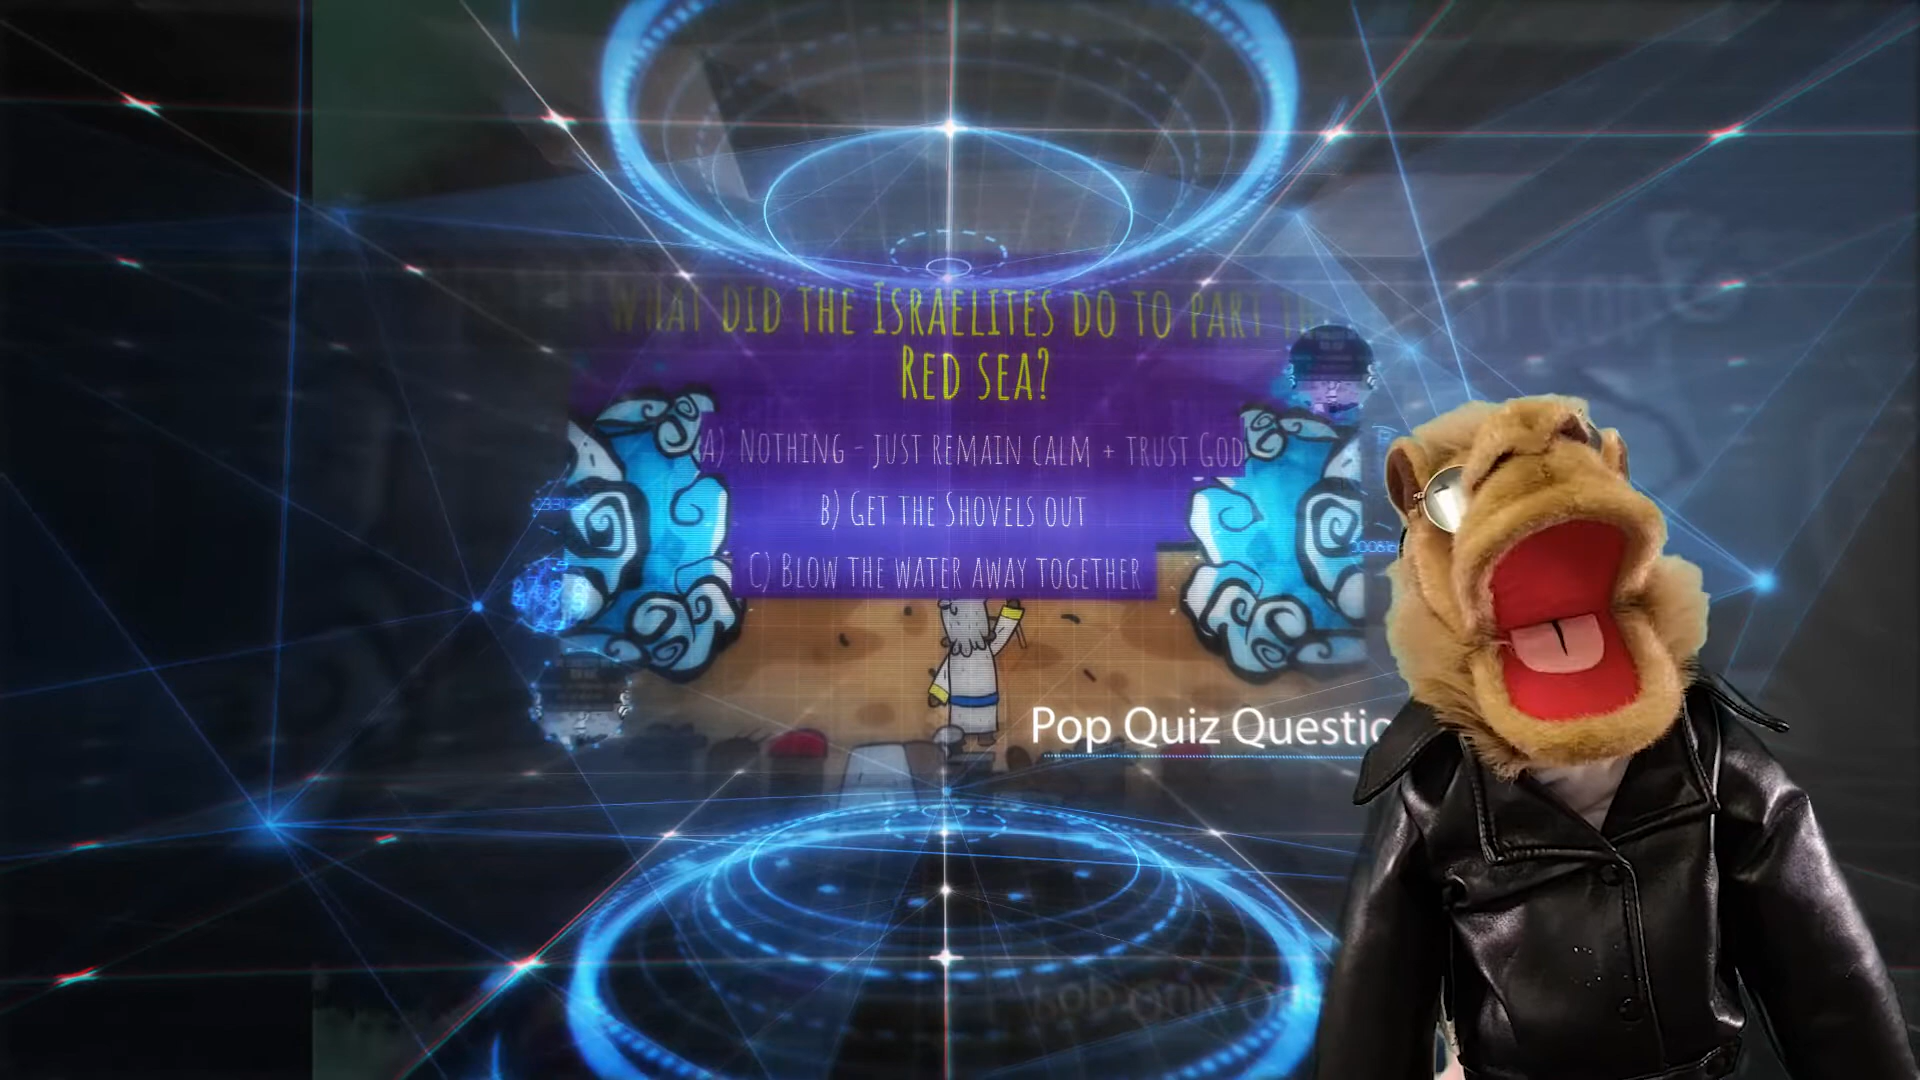 What did the Israelites do to part the
Red sea?
A) Nothing - just remain calm + trust God
B) Get the Shovels out
C) Blow the water away together
Pop Quiz Questio